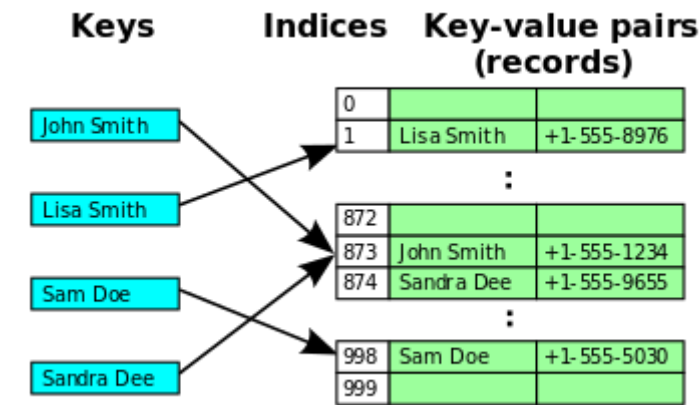 Keys Indices Key-value pairs
(records)
John Smith
Lisa Smith
Sam Doe
Sandra Dee
0
1 Lisa Smith +1-555-8976
:
872
873 John Smith +1-555-1234
874 Sandra Dee +1-555-9655
:
998 Sam Doe +1-555-5030
999